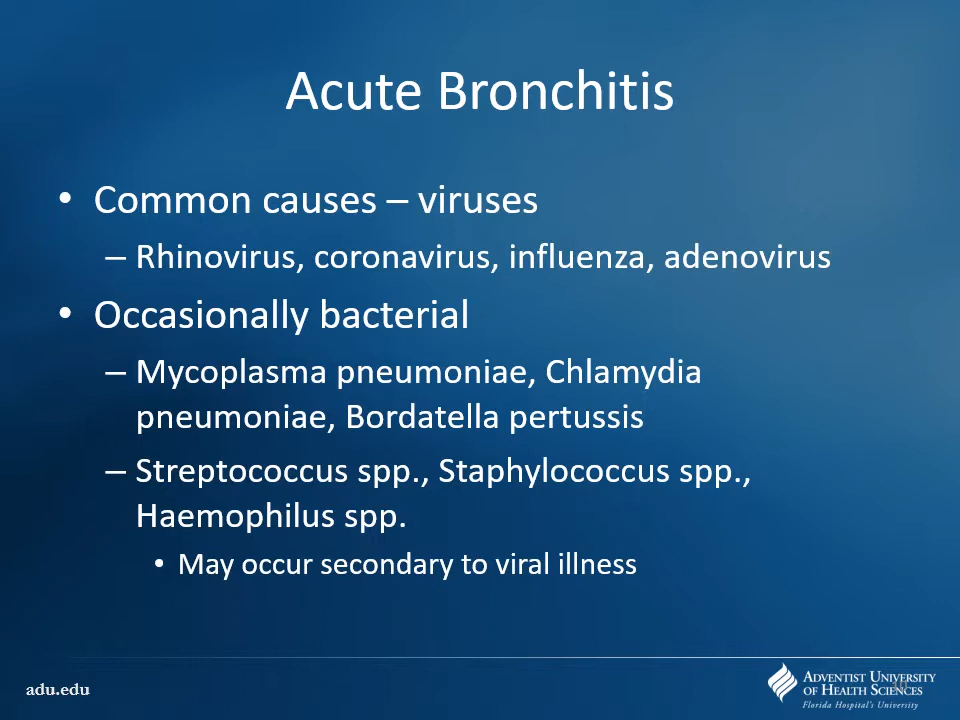 Acute Bronchitis
• Common causes – viruses
– Rhinovirus, coronavirus, influenza, adenovirus
• Occasionally bacterial
– Mycoplasma pneumoniae, Chlamydia
pneumoniae, Bordatella pertussis
– Streptococcus spp., Staphylococcus spp.,
Haemophilus spp.
• May occur secondary to viral illness
adu.edu
ADVENTIST UNIVERSITY
OF HEALTH SCIENCES
Florida Hospital's University
10